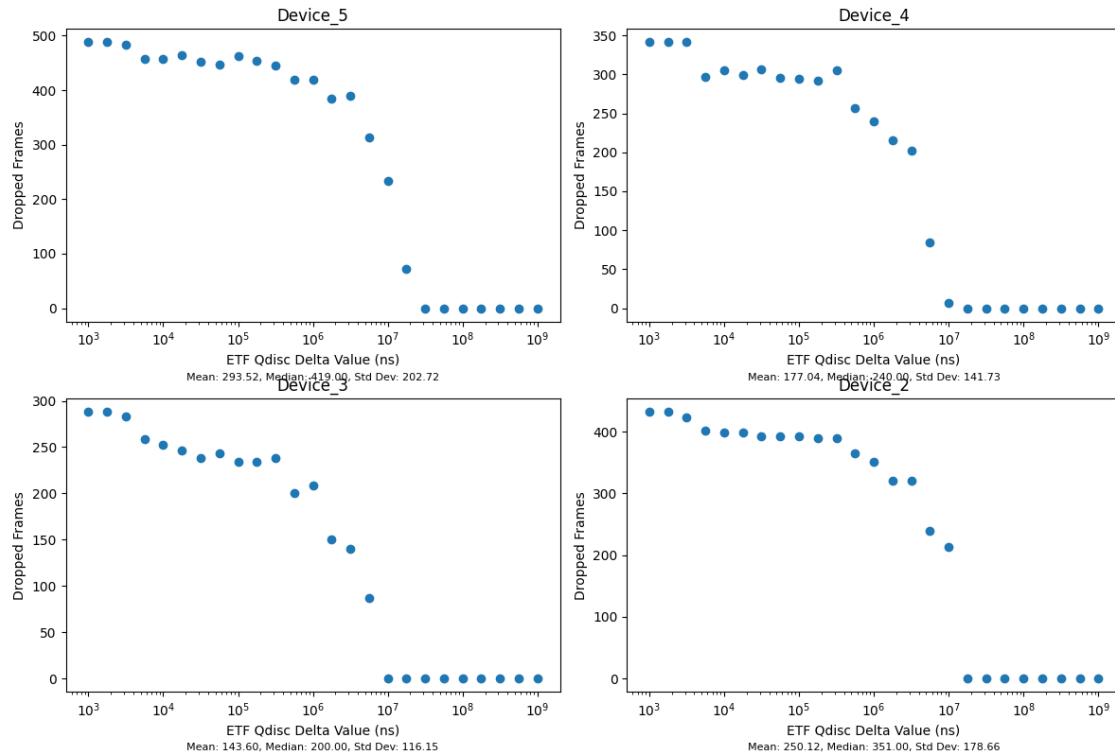 Device_5
Dropped Frames
500
400
300
200
100
0
10³ 10⁴ 10⁵ 10⁶ 10⁷ 10⁸ 10⁹
ETF Qdisc Delta Value (ns)
Mean: 293.52, Median: 419.00, Std Dev: 202.72
Device_4
Dropped Frames
350
300
250
200
150
100
50
0
10³ 10⁴ 10⁵ 10⁶ 10⁷ 10⁸ 10⁹
ETF Qdisc Delta Value (ns)
Mean: 177.04, Median: 240.00, Std Dev: 141.73
Device_3
Dropped Frames
300
250
200
150
100
50
0
10³ 10⁴ 10⁵ 10⁶ 10⁷ 10⁸ 10⁹
ETF Qdisc Delta Value (ns)
Mean: 143.60, Median: 200.00, Std Dev: 116.15
Device_2
Dropped Frames
400
300
200
100
0
10³ 10⁴ 10⁵ 10⁶ 10⁷ 10⁸ 10⁹
ETF Qdisc Delta Value (ns)
Mean: 250.12, Median: 351.00, Std Dev: 178.66